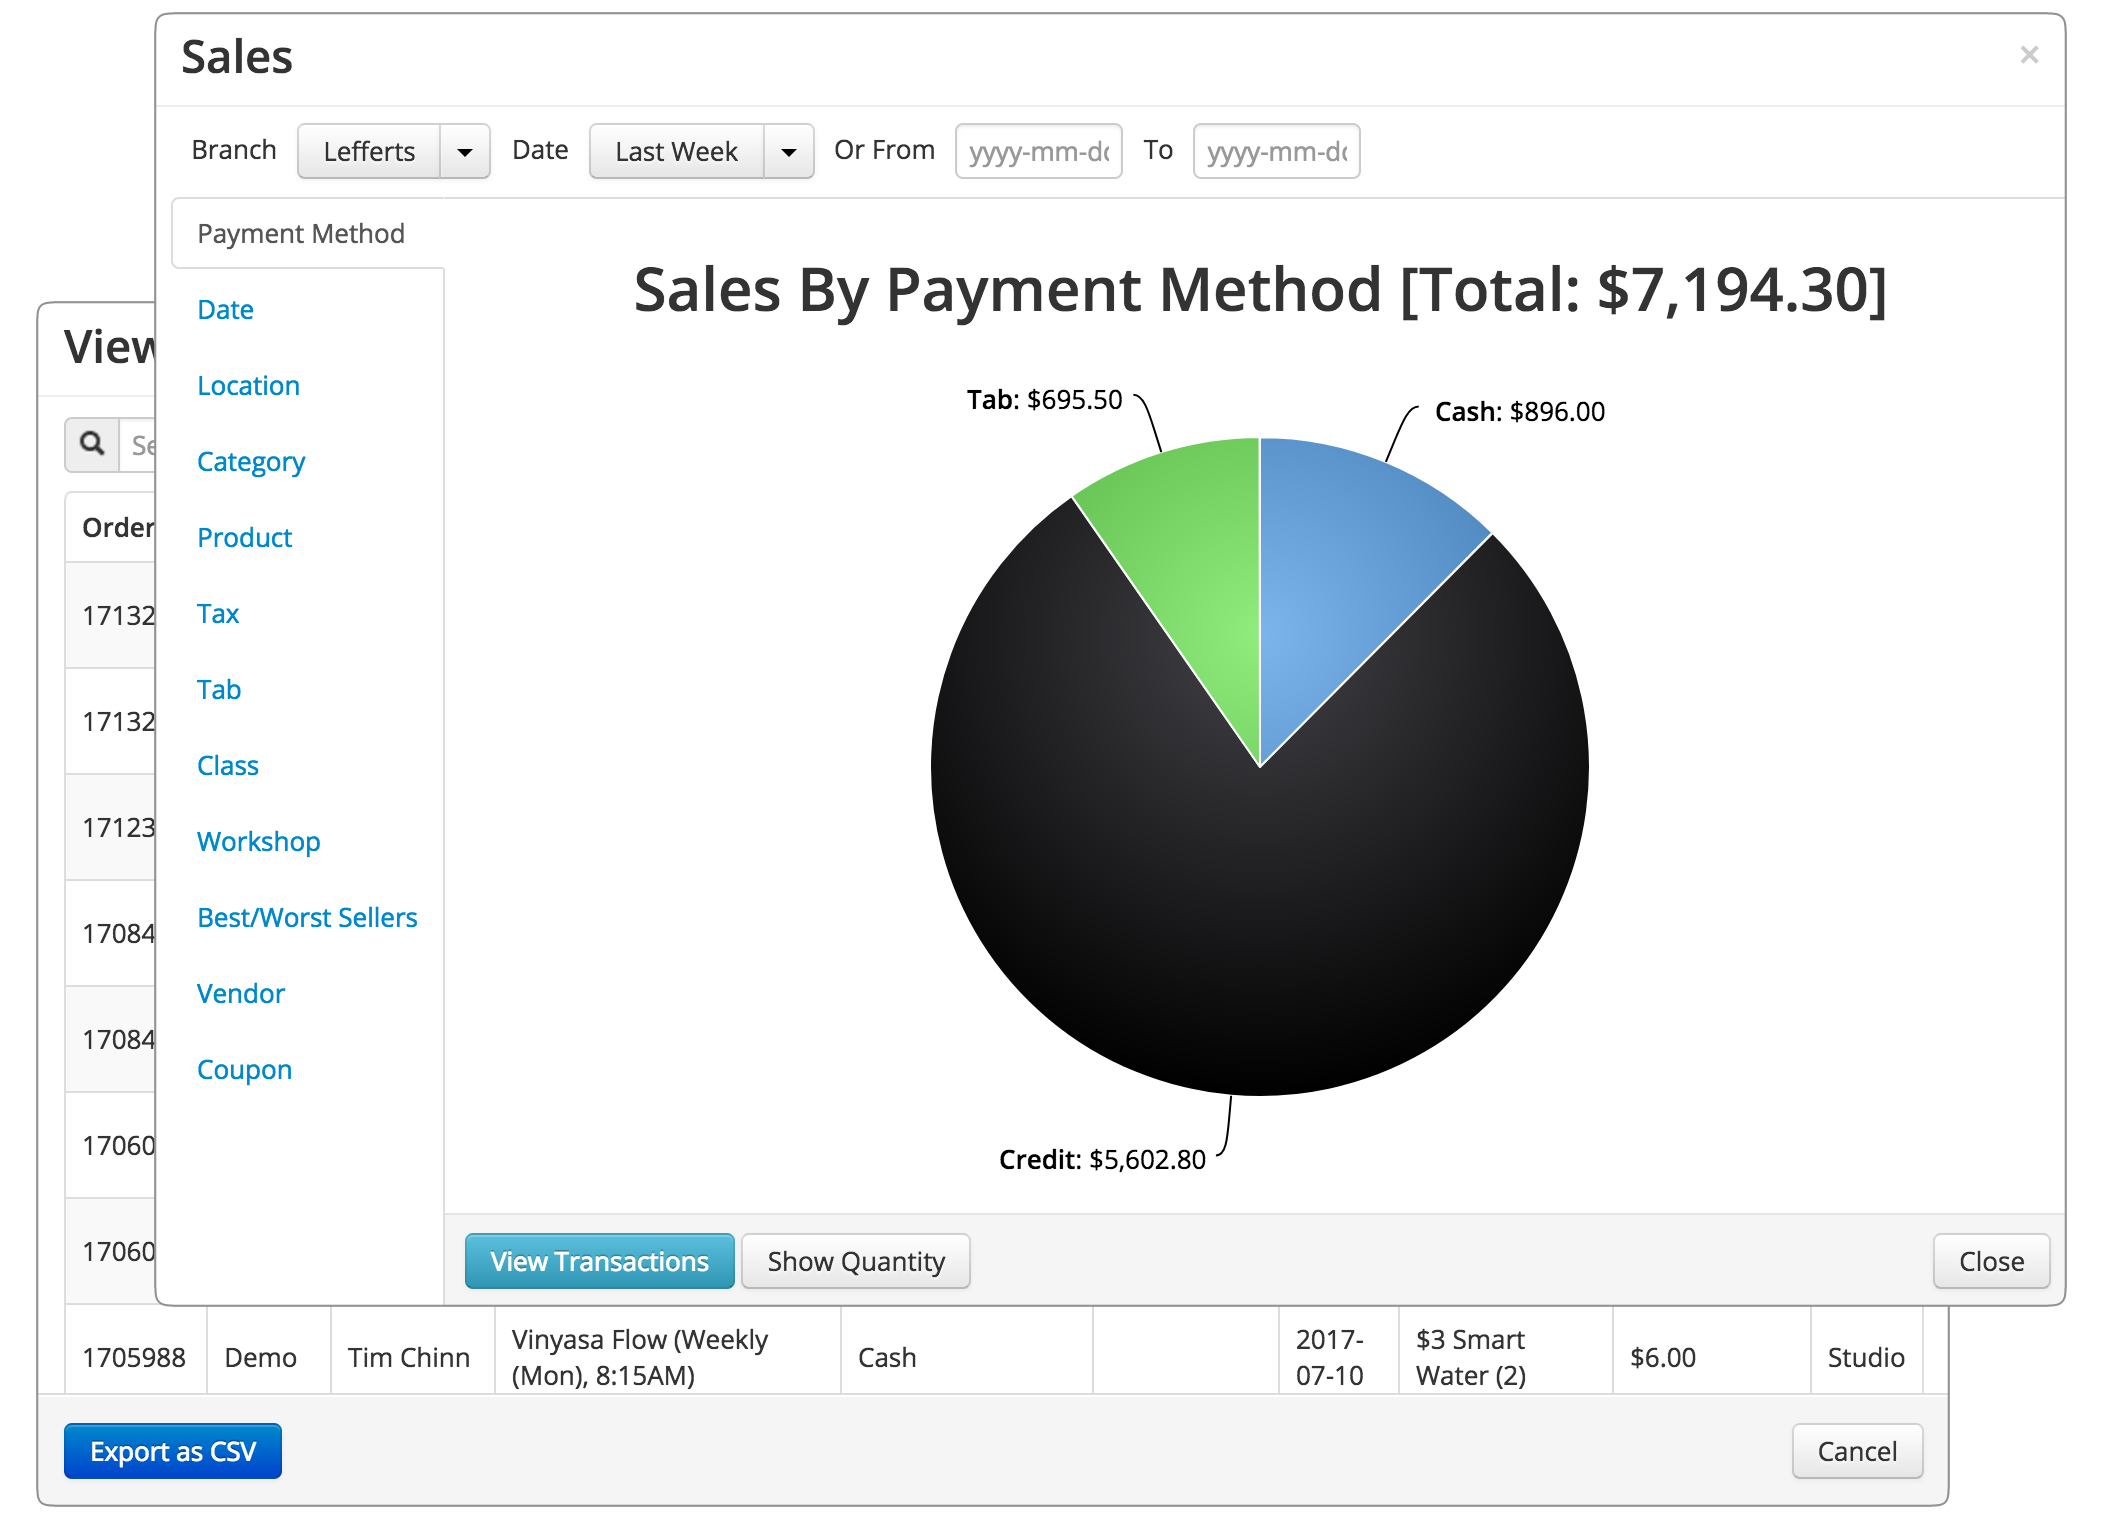 Sales
×
Branch Lefferts Date Last Week Or From yyyy-mm-dd To yyyy-mm-dd
Payment Method
Date
Location
Category
Product
Tax
Tab
Class
Workshop
Best/Worst Sellers
Vendor
Coupon
Sales By Payment Method [Total: $7,194.30]
Tab: $695.50
Cash: $896.00
Credit: $5,602.80
View Transactions Show Quantity Close
View
Se
Order
17132
17132
17123
17084
17084
17060
17060
1705988 Demo Tim Chinn Vinyasa Flow (Weekly (Mon), 8:15AM) Cash 2017-07-10 $3 Smart Water (2) $6.00 Studio
Export as CSV Cancel